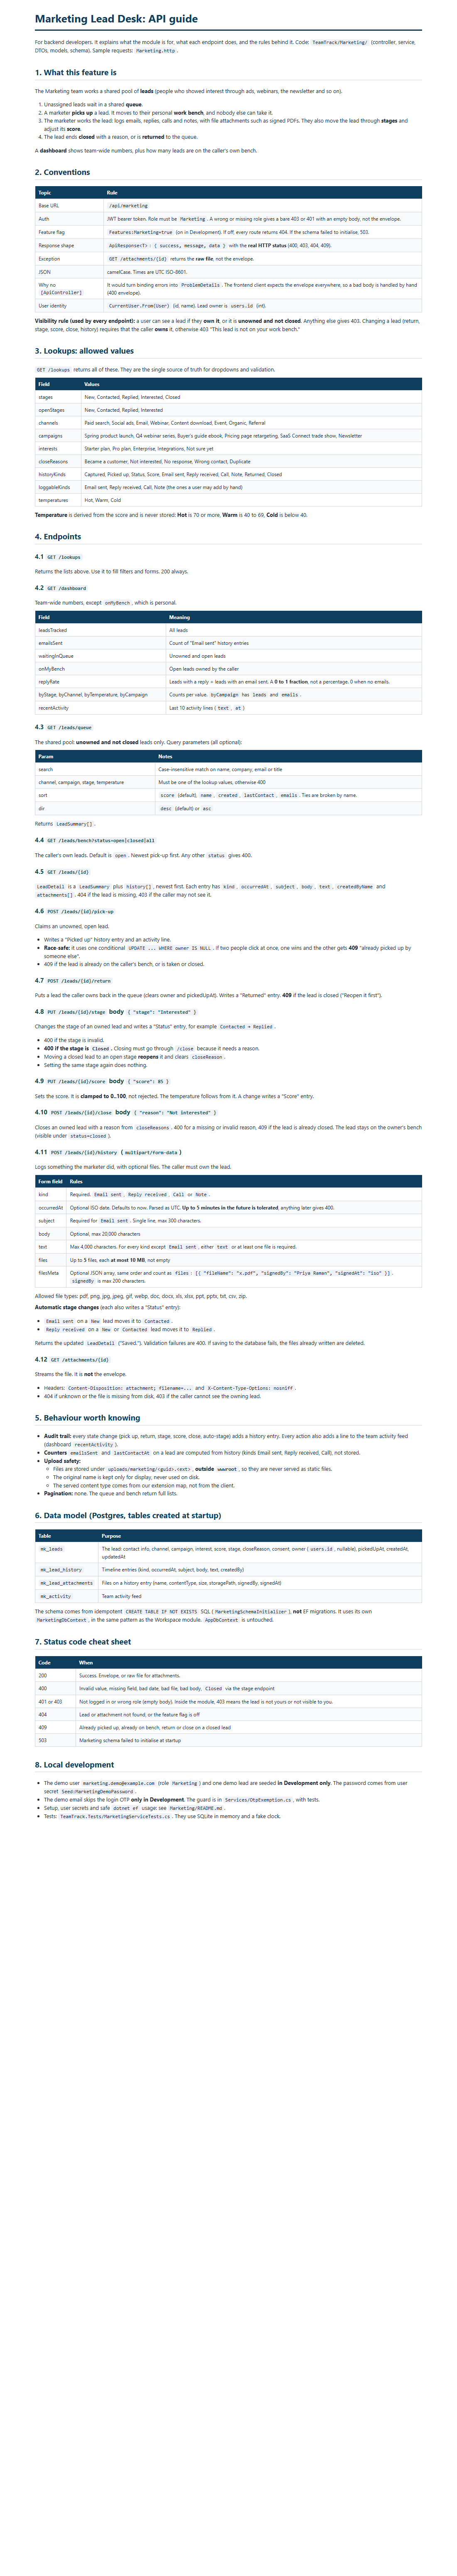 Marketing Lead Desk: API guide
For backend developers. It explains what the module is for, what each endpoint does, and the rules behind it. Code: TeamTrack/Marketing/ (controller, service,
DTOs, models, schema). Sample requests: Marketing.http.
1. What this feature is
The Marketing team works a shared pool of leads (people who showed interest through ads, webinars, the newsletter and so on).
1. Unassigned leads wait in a shared queue.
2. A marketer picks up a lead. It moves to their personal work bench, and nobody else can take it.
3. The marketer works the lead: logs emails, replies, calls and notes, with file attachments such as signed PDFs. They also move the lead through stages and
adjust its score.
4. The lead ends closed with a reason, or is returned to the queue.
A dashboard shows team-wide numbers, plus how many leads are on the caller's own bench.
2. Conventions
Topic Rule
Base URL /api/marketing
Auth JWT bearer token. Role must be Marketing. A wrong or missing role gives a bare 403 or 401 with an empty body, not the envelope.
Feature flag Features:Marketing=true (on in Development). If off, every route returns 404. If the schema failed to initialise, 503.
Response shape ApiResponse<T>: { success, message, data } with the real HTTP status (400, 403, 404, 409).
Exception GET /attachments/{id} returns the raw file, not the envelope.
JSON camelCase. Times are UTC ISO-8601.
Why no [ApiController] It would turn binding errors into ProblemDetails. The frontend client expects the envelope everywhere, so a bad body is handled by hand
(400 envelope).
User identity CurrentUser.From(User) (id, name). Lead owner is users.id (int).
Visibility rule (used by every endpoint): a user can see a lead if they own it, or it is unowned and not closed. Anything else gives 403. Changing a lead (return,
stage, score, close, history) requires that the caller owns it, otherwise 403 "This lead is not on your work bench."
3. Lookups: allowed values
GET /lookups returns all of these. They are the single source of truth for dropdowns and validation.
Field Values
stages New, Contacted, Replied, Interested, Closed
openStages New, Contacted, Replied, Interested
channels Paid search, Social ads, Email, Webinar, Content download, Event, Organic, Referral
campaigns Spring product launch, Q4 webinar series, Buyer's guide ebook, Pricing page retargeting, SaaS Connect trade show, Newsletter
interests Starter plan, Pro plan, Enterprise, Integrations, Not sure yet
closeReasons Became a customer, Not interested, No response, Wrong contact, Duplicate
historyKinds Captured, Picked up, Status, Score, Email sent, Reply received, Call, Note, Returned, Closed
loggableKinds Email sent, Reply received, Call, Note (the ones a user may add by hand)
temperatures Hot, Warm, Cold
Temperature is derived from the score and is never stored: Hot is 70 or more, Warm is 40 to 69, Cold is below 40.
4. Endpoints
4.1 GET /lookups
Returns the lists above. Use it to fill filters and forms. 200 always.
4.2 GET /dashboard
Team-wide numbers, except onMyBench, which is personal.
Field Meaning
leadsTracked All leads
emailsSent Count of "Email sent" history entries
waitingInQueue Unowned and open leads
onMyBench Open leads owned by the caller
replyRate Leads with a reply ÷ leads with an email sent. A 0 to 1 fraction, not a percentage. 0 when no emails.
byStage, byChannel, byTemperature, byCampaign Counts per value. byCampaign has leads and emails.
recentActivity Last 10 activity lines (text, at)
4.3 GET /leads/queue
The shared pool: unowned and not closed leads only. Query parameters (all optional):
Param Notes
search Case-insensitive match on name, company, email or title
channel, campaign, stage, temperature Must be one of the lookup values, otherwise 400
sort score (default), name, created, lastContact, emails. Ties are broken by name.
dir desc (default) or asc
Returns LeadSummary[].
4.4 GET /leads/bench?status=open|closed|all
The caller's own leads. Default is open. Newest pick-up first. Any other status gives 400.
4.5 GET /leads/{id}
LeadDetail is a LeadSummary plus history[], newest first. Each entry has kind, occurredAt, subject, body, text, createdByName and
attachments[]. 404 if the lead is missing, 403 if the caller may not see it.
4.6 POST /leads/{id}/pick-up
Claims an unowned, open lead.
• Writes a "Picked up" history entry and an activity line.
• Race-safe: it uses one conditional UPDATE ... WHERE owner IS NULL. If two people click at once, one wins and the other gets 409 "already picked up by
someone else".
• 409 if the lead is already on the caller's bench, or is taken or closed.
4.7 POST /leads/{id}/return
Puts a lead the caller owns back in the queue (clears owner and pickedUpAt). Writes a "Returned" entry. 409 if the lead is closed ("Reopen it first").
4.8 PUT /leads/{id}/stage body { "stage": "Interested" }
Changes the stage of an owned lead and writes a "Status" entry, for example Contacted → Replied.
• 400 if the stage is invalid.
• 400 if the stage is Closed. Closing must go through /close because it needs a reason.
• Moving a closed lead to an open stage reopens it and clears closeReason.
• Setting the same stage again does nothing.
4.9 PUT /leads/{id}/score body { "score": 85 }
Sets the score. It is clamped to 0..100, not rejected. The temperature follows from it. A change writes a "Score" entry.
4.10 POST /leads/{id}/close body { "reason": "Not interested" }
Closes an owned lead with a reason from closeReasons. 400 for a missing or invalid reason, 409 if the lead is already closed. The lead stays on the owner's bench
(visible under status=closed).
4.11 POST /leads/{id}/history (multipart/form-data)
Logs something the marketer did, with optional files. The caller must own the lead.
Form field Rules
kind Required. Email sent, Reply received, Call or Note.
occurredAt Optional ISO date. Defaults to now. Parsed as UTC. Up to 5 minutes in the future is tolerated, anything later gives 400.
subject Required for Email sent. Single line, max 300 characters.
body Optional, max 20,000 characters
text Max 4,000 characters. For every kind except Email sent, either text or at least one file is required.
files Up to 5 files, each at most 10 MB, not empty
filesMeta Optional JSON array, same order and count as files: [{ "fileName": "x.pdf", "signedBy": "Priya Raman", "signedAt": "iso" }].
signedBy is max 200 characters.
Allowed file types: pdf, png, jpg, jpeg, gif, webp, doc, docx, xls, xlsx, ppt, pptx, txt, csv, zip.
Automatic stage changes (each also writes a "Status" entry):
• Email sent on a New lead moves it to Contacted.
• Reply received on a New or Contacted lead moves it to Replied.
Returns the updated LeadDetail ("Saved."). Validation failures are 400. If saving to the database fails, the files already written are deleted.
4.12 GET /attachments/{id}
Streams the file. It is not the envelope.
• Headers: Content-Disposition: attachment; filename=... and X-Content-Type-Options: nosniff.
• 404 if unknown or the file is missing from disk, 403 if the caller cannot see the owning lead.
5. Behaviour worth knowing
• Audit trail: every state change (pick up, return, stage, score, close, auto-stage) adds a history entry. Every action also adds a line to the team activity feed
(dashboard recentActivity).
• Counters emailsSent and lastContactAt on a lead are computed from history (kinds Email sent, Reply received, Call), not stored.
• Upload safety:
◦ Files are stored under uploads/marketing/<guid>.<ext>, outside wwwroot, so they are never served as static files.
◦ The original name is kept only for display, never used on disk.
◦ The served content type comes from our extension map, not from the client.
• Pagination: none. The queue and bench return full lists.
6. Data model (Postgres, tables created at startup)
Table Purpose
mk_leads The lead: contact info, channel, campaign, interest, score, stage, closeReason, consent, owner (users.id, nullable), pickedUpAt, createdAt,
updatedAt
mk_lead_history Timeline entries (kind, occurredAt, subject, body, text, createdBy)
mk_lead_attachments Files on a history entry (name, contentType, size, storagePath, signedBy, signedAt)
mk_activity Team activity feed
The schema comes from idempotent CREATE TABLE IF NOT EXISTS SQL (MarketingSchemaInitializer), not EF migrations. It uses its own
MarketingDbContext, in the same pattern as the Workspace module. AppDbContext is untouched.
7. Status code cheat sheet
Code When
200 Success. Envelope, or raw file for attachments.
400 Invalid value, missing field, bad date, bad file, bad body, Closed via the stage endpoint
401 or 403 Not logged in or wrong role (empty body). Inside the module, 403 means the lead is not yours or not visible to you.
404 Lead or attachment not found, or the feature flag is off
409 Already picked up, already on bench, return or close on a closed lead
503 Marketing schema failed to initialise at startup
8. Local development
• The demo user marketing.demo@example.com (role Marketing) and one demo lead are seeded in Development only. The password comes from user
secret Seed:MarketingDemoPassword.
• The demo email skips the login OTP only in Development. The guard is in Services/OtpExemption.cs, with tests.
• Setup, user secrets and safe dotnet ef usage: see Marketing/README.md.
• Tests: TeamTrack.Tests/MarketingServiceTests.cs. They use SQLite in memory and a fake clock.